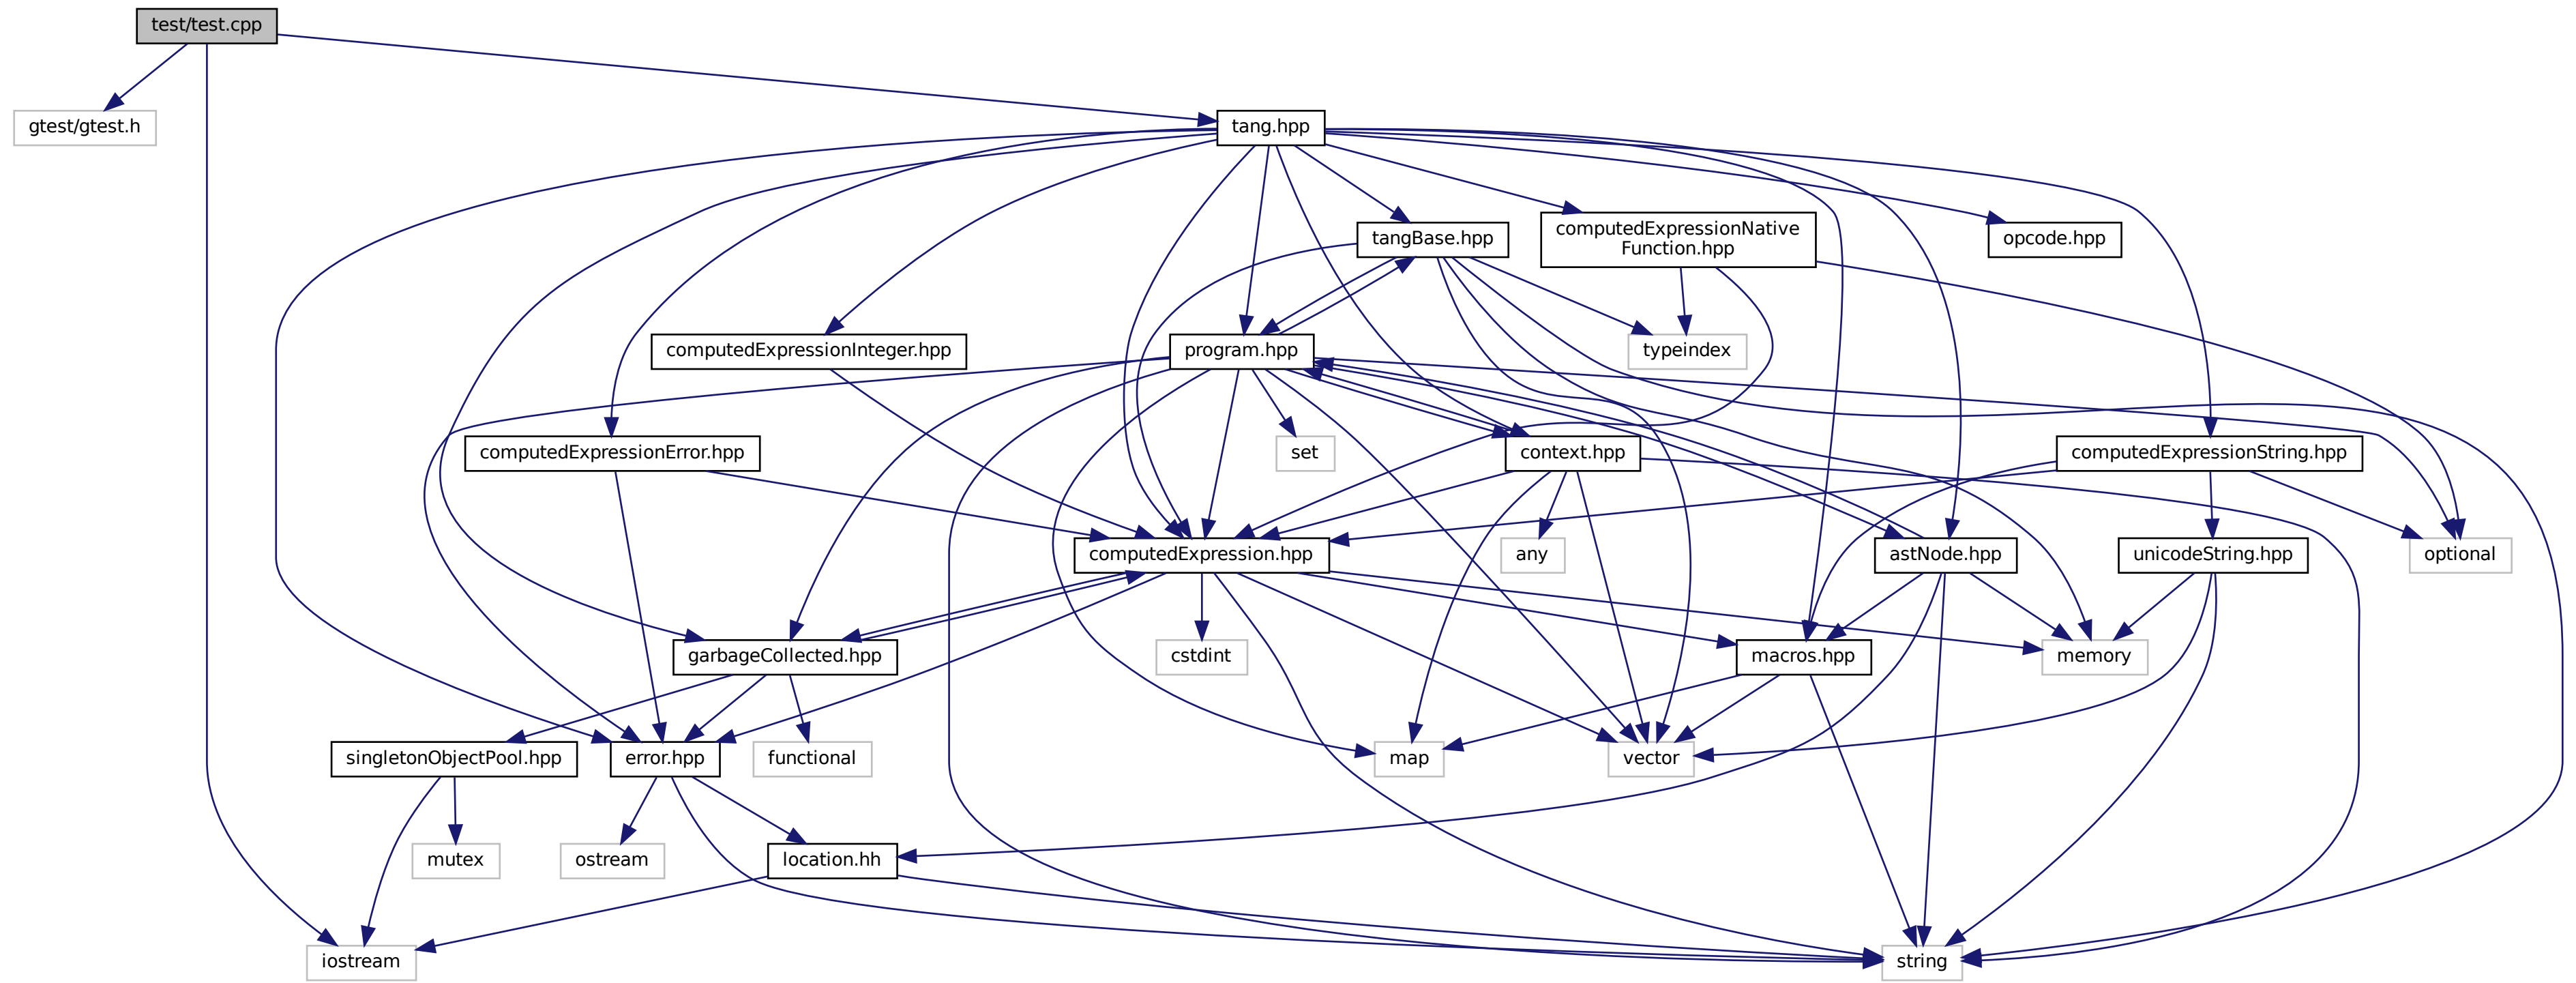 test/test.cpp
gtest/gtest.h
tang.hpp
tangBase.hpp
computedExpressionNative
Function.hpp
opcode.hpp
computedExpressionInteger.hpp
program.hpp
typeindex
computedExpressionError.hpp
set
context.hpp
computedExpressionString.hpp
computedExpression.hpp
any
astNode.hpp
unicodeString.hpp
optional
garbageCollected.hpp
cstdint
macros.hpp
memory
singletonObjectPool.hpp
error.hpp
functional
map
vector
mutex
ostream
location.hh
iostream
string